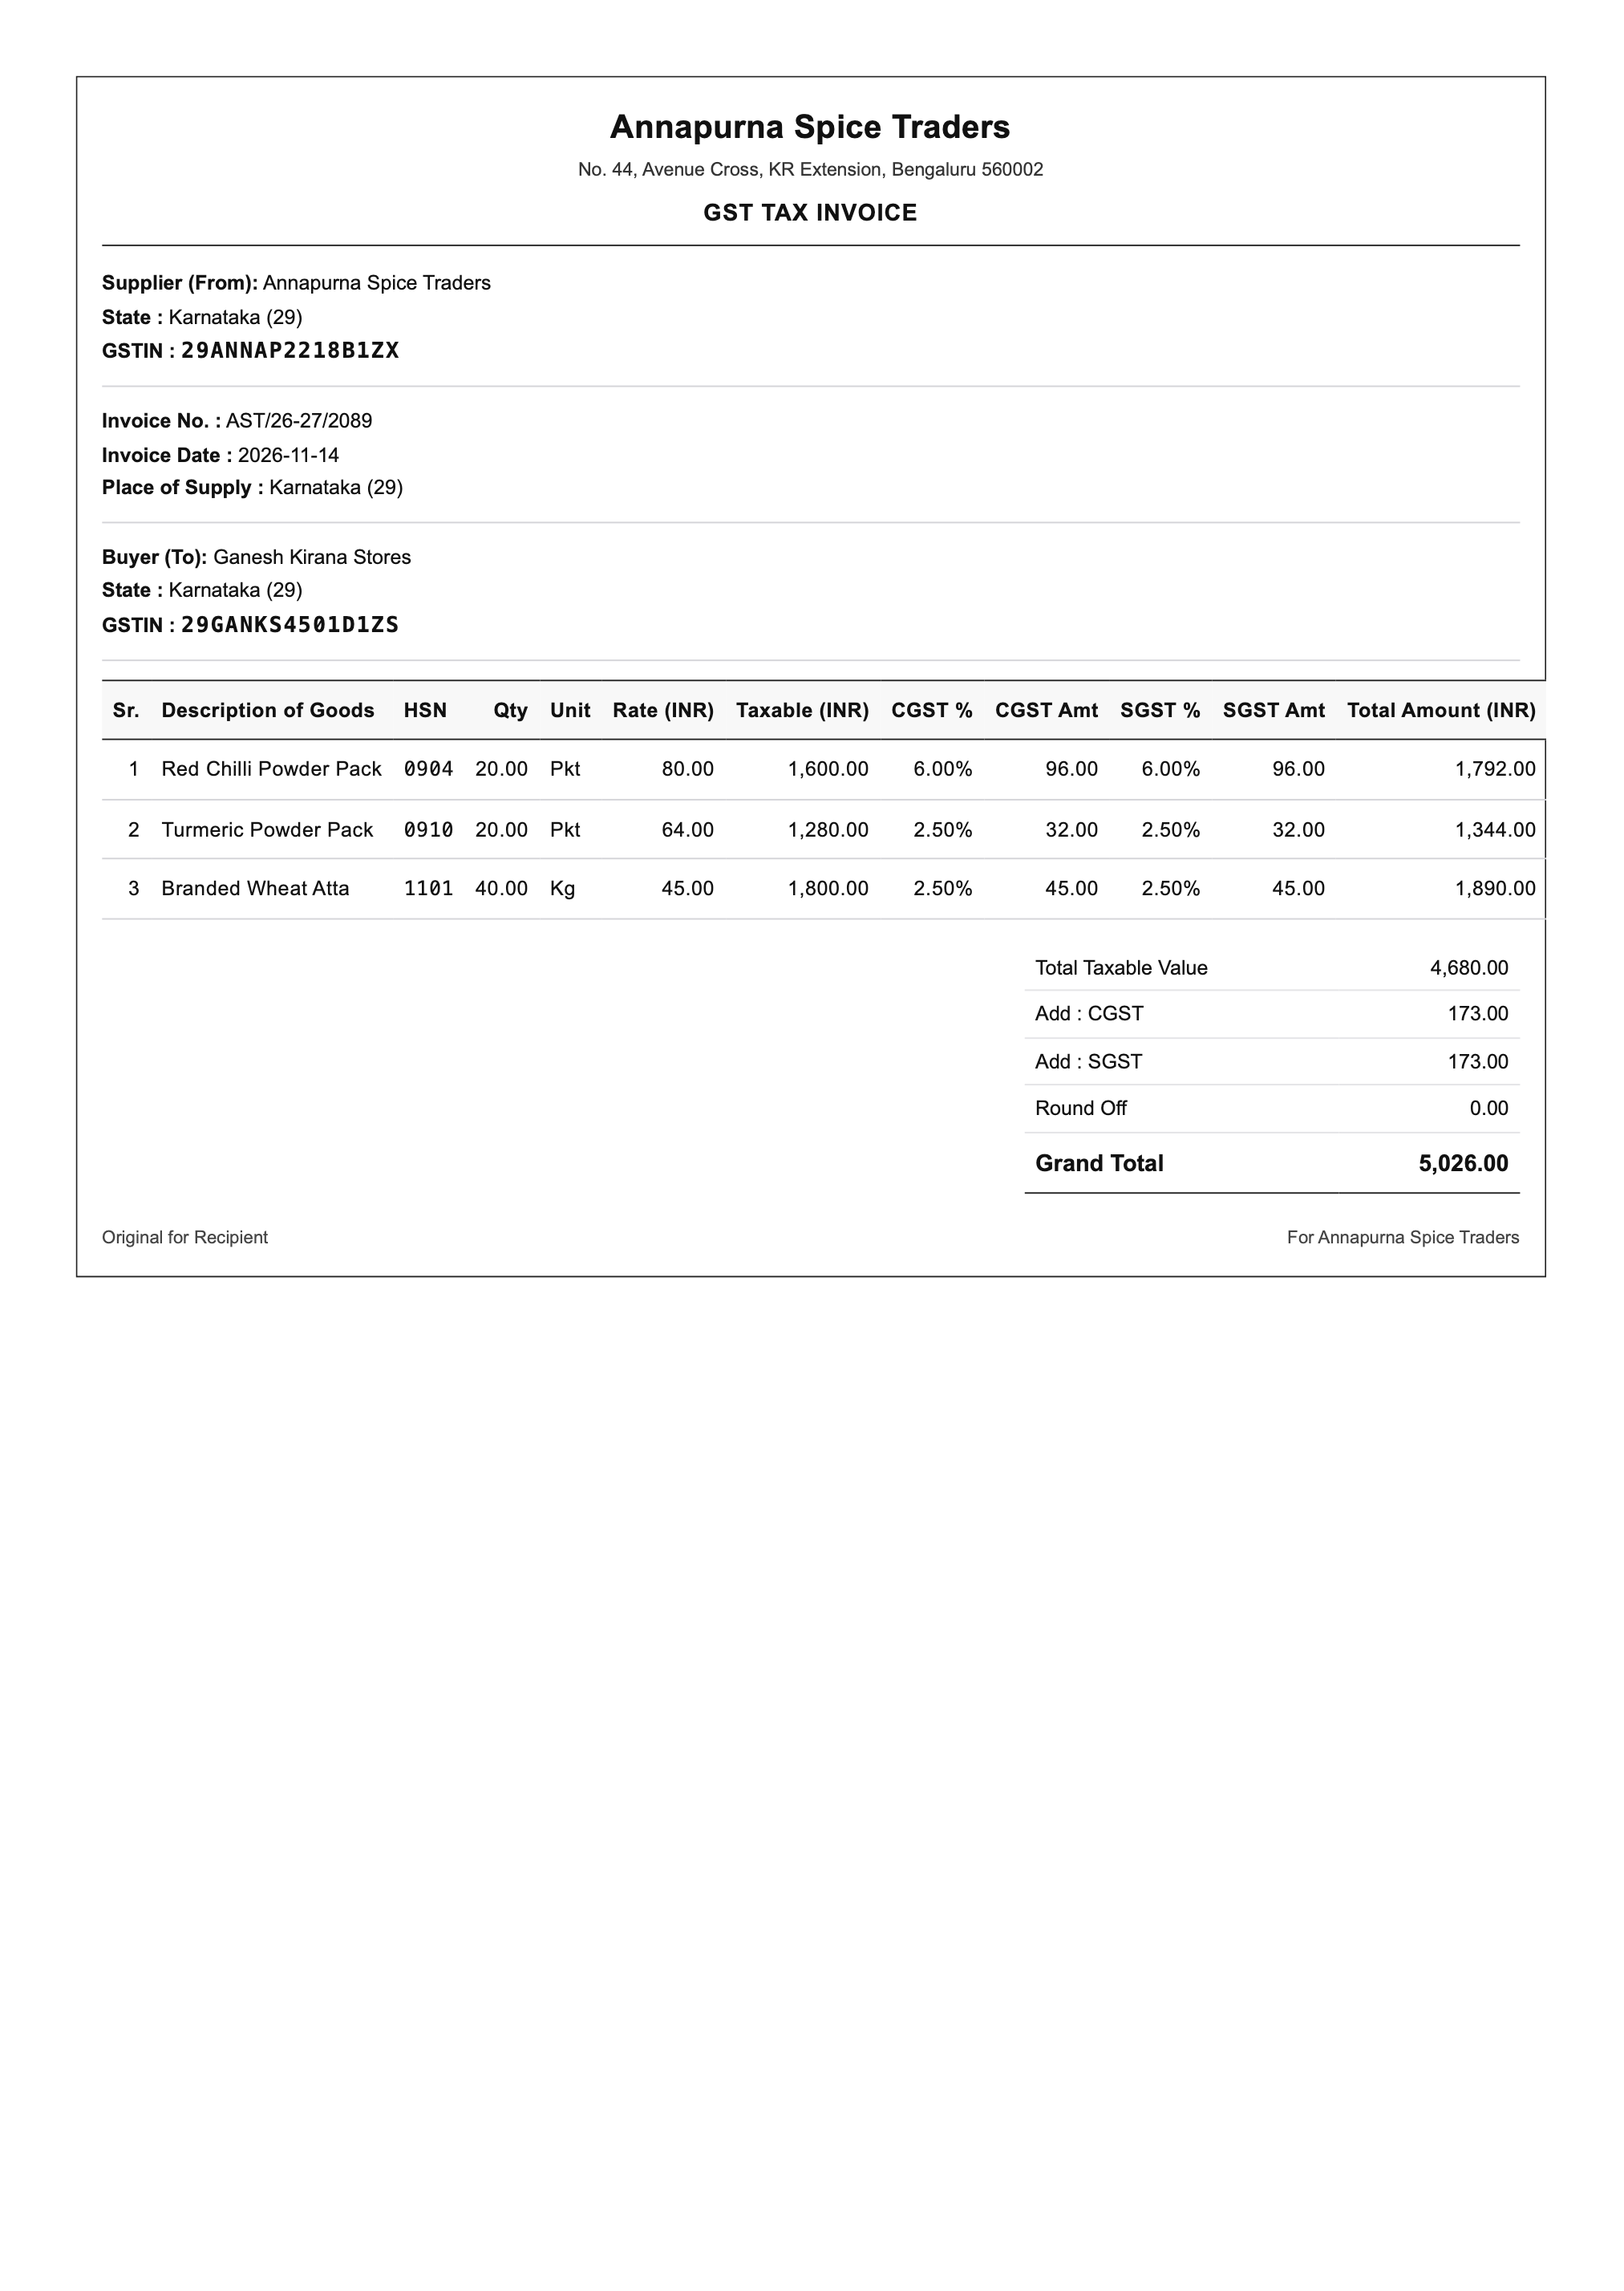 Annapurna Spice Traders
No. 44, Avenue Cross, KR Extension, Bengaluru 560002
GST TAX INVOICE
Supplier (From): Annapurna Spice Traders
State : Karnataka (29)
GSTIN : 29ANNAP2218B1ZX
Invoice No. : AST/26-27/2089
Invoice Date : 2026-11-14
Place of Supply : Karnataka (29)
Buyer (To): Ganesh Kirana Stores
State : Karnataka (29)
GSTIN : 29GANKS4501D1ZS
Sr. Description of Goods HSN Qty Unit Rate (INR) Taxable (INR) CGST % CGST Amt SGST % SGST Amt Total Amount (INR)
1 Red Chilli Powder Pack 0904 20.00 Pkt 80.00 1,600.00 6.00% 96.00 6.00% 96.00 1,792.00
2 Turmeric Powder Pack 0910 20.00 Pkt 64.00 1,280.00 2.50% 32.00 2.50% 32.00 1,344.00
3 Branded Wheat Atta 1101 40.00 Kg 45.00 1,800.00 2.50% 45.00 2.50% 45.00 1,890.00
Total Taxable Value 4,680.00
Add : CGST 173.00
Add : SGST 173.00
Round Off 0.00
Grand Total 5,026.00
Original for Recipient For Annapurna Spice Traders